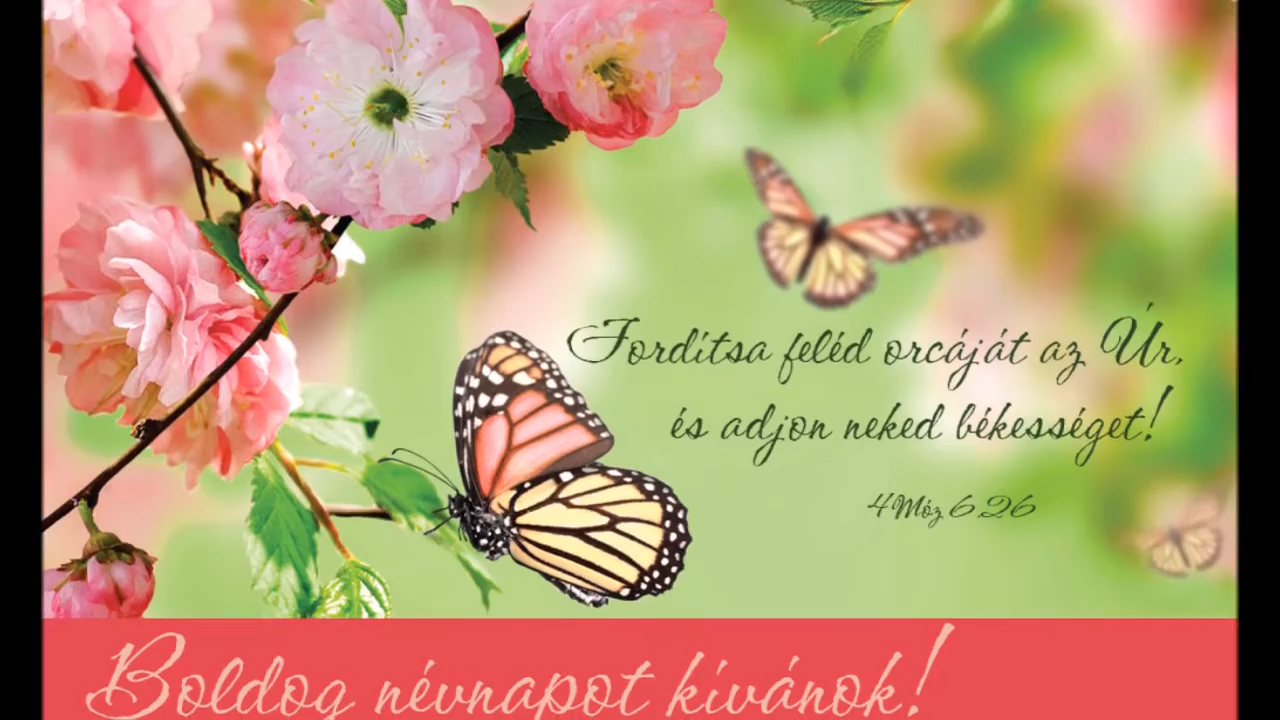 Fordítsa feléd orcáját az Úr,
és adjon neked békességet!
4Móz 6 26
Boldog névnapot kívánok!